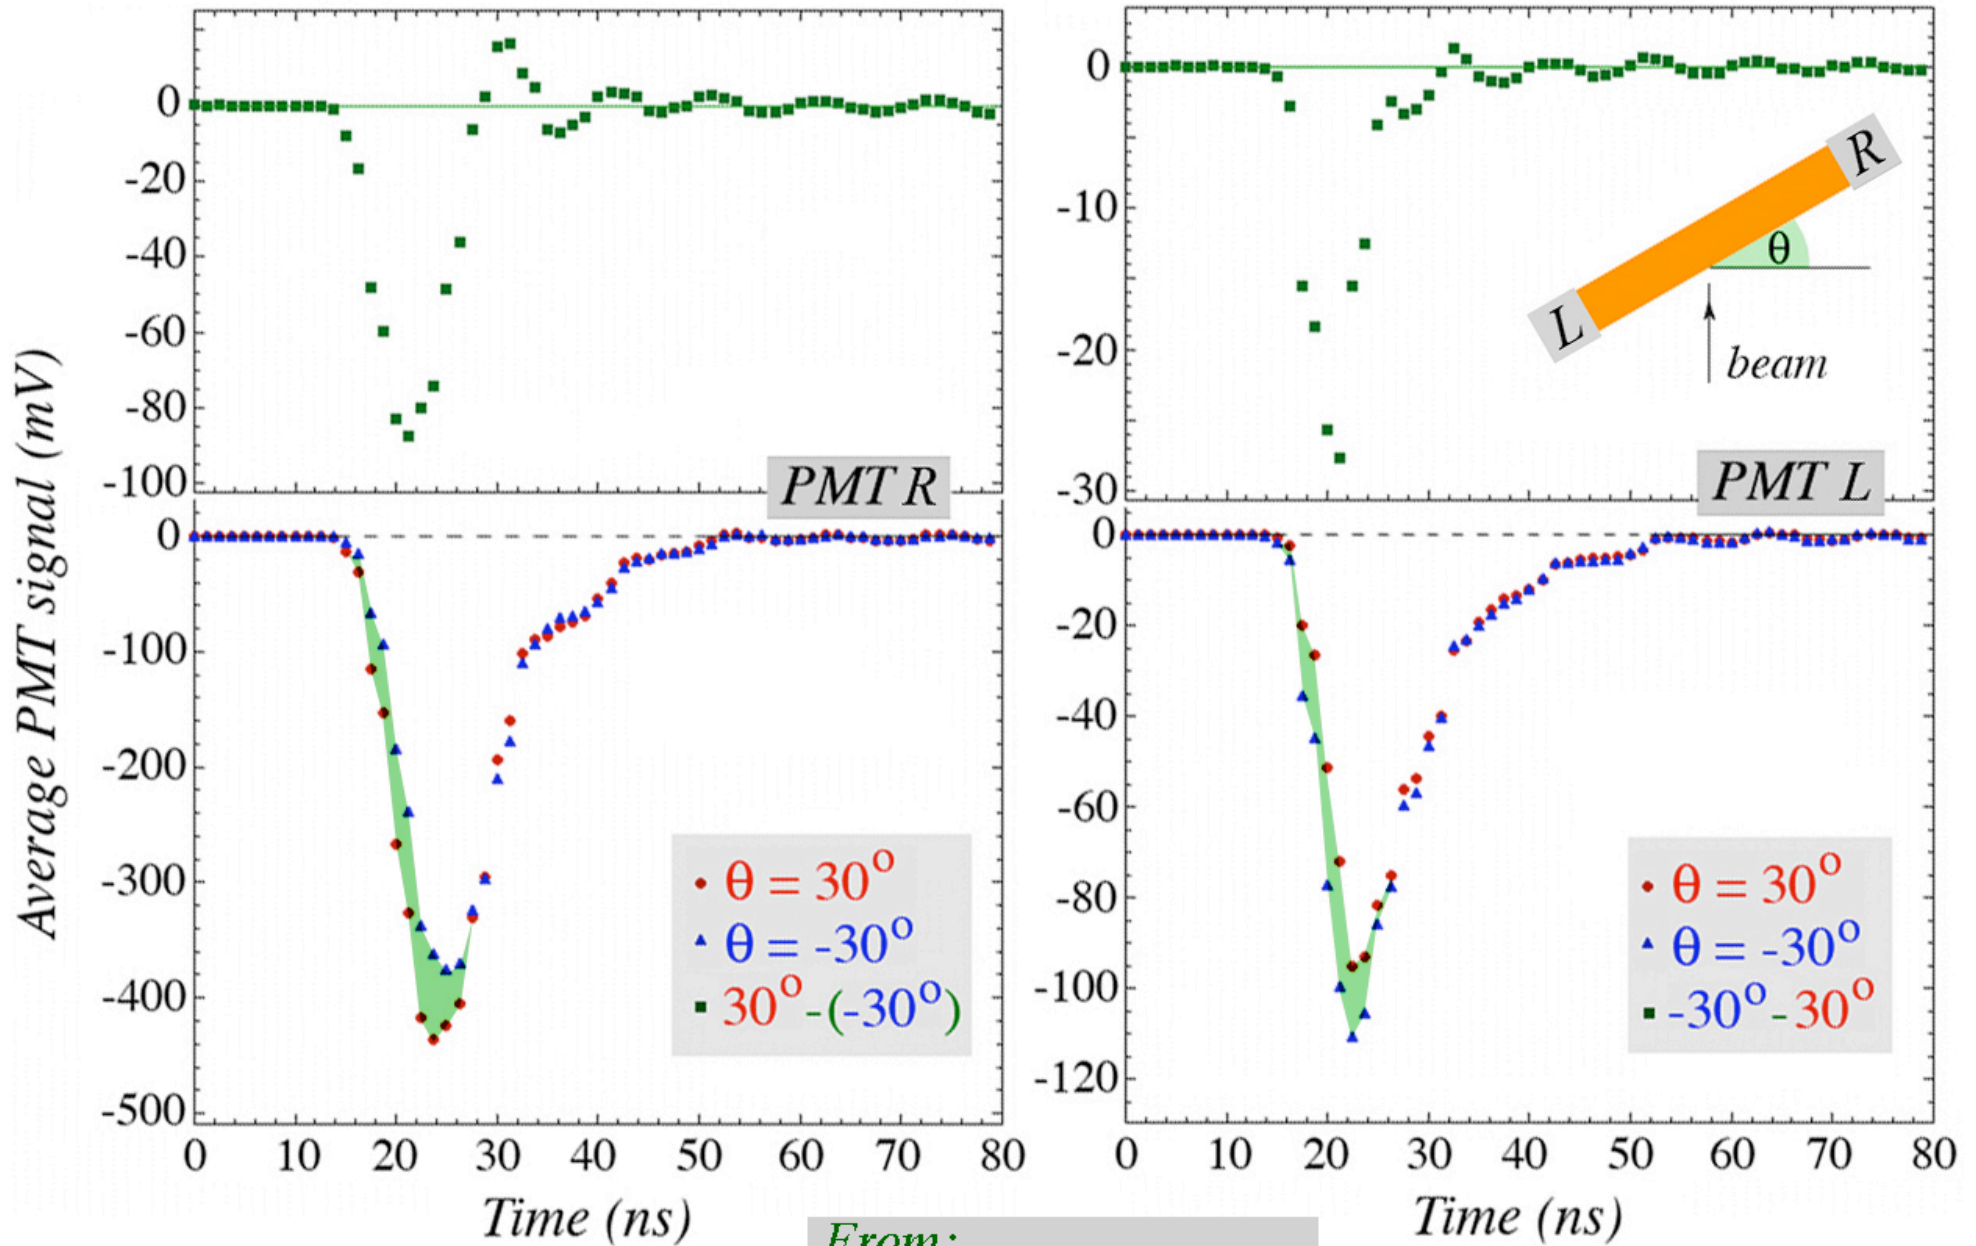 Average PMT signal (mV)
0
-20
-40
-60
-80
-100
PMT R
0
-100
-200
-300
-400
-500
θ = 30°
θ = -30°
30° -(-30°)
0 10 20 30 40 50 60 70 80
Time (ns)
0
-10
-20
-30
R
θ
L
beam
PMT L
0
-20
-40
-60
-80
-100
-120
θ = 30°
θ = -30°
-30° - 30°
0 10 20 30 40 50 60 70 80
Time (ns)
From: